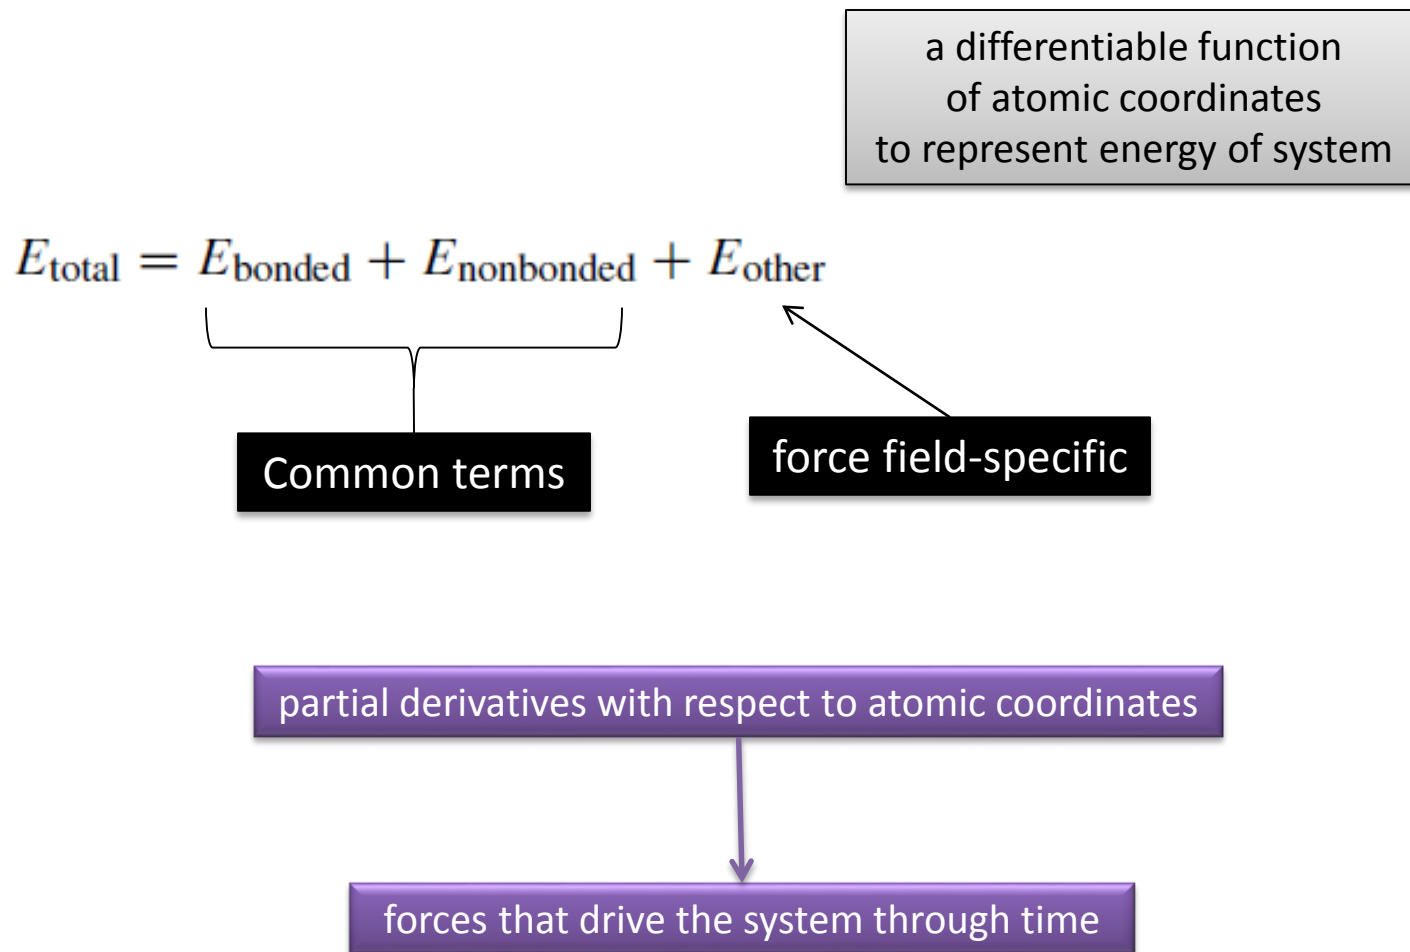 a differentiable function
of atomic coordinates
to represent energy of system
E_total = E_bonded + E_nonbonded + E_other
Common terms
force field-specific
partial derivatives with respect to atomic coordinates
forces that drive the system through time